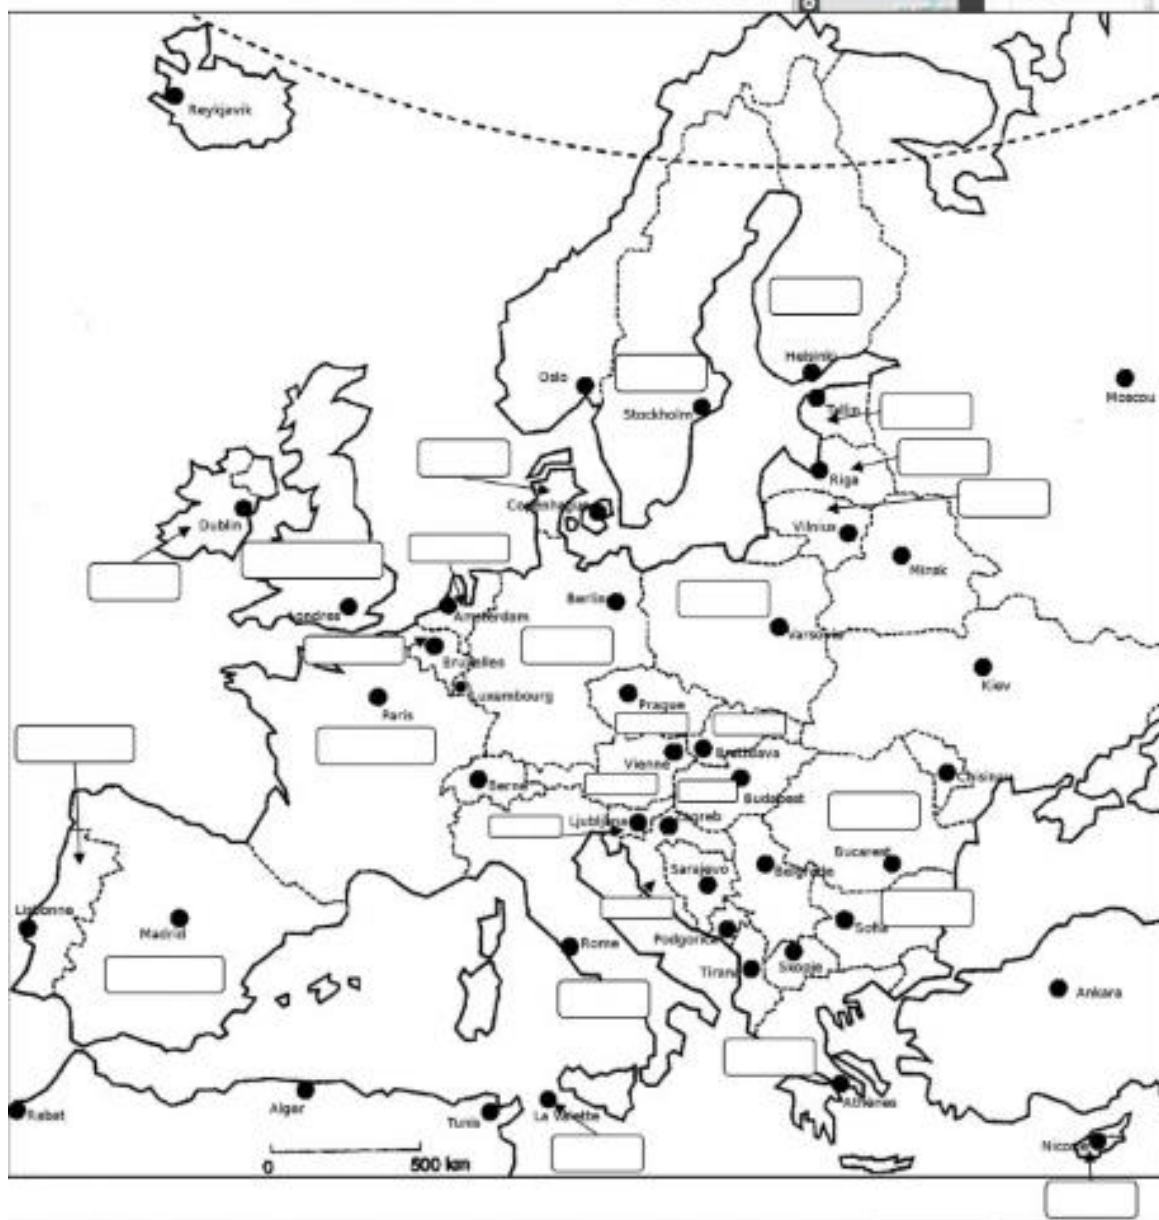 Reykjavik
Helsinki
Oslo
Moscou
Stockholm
Tallin
Riga
Copenhague
Dublin
Vilnius
Minsk
Berlin
Londres
Amsterdam
Varsovie
Bruxelles
Kiev
Luxembourg
Prague
Paris
Bratislava
Vienne
Chisinau
Berne
Budapest
Ljubljana
Zagreb
Bucarest
Sarajevo
Belgrade
Lisbonne
Sofia
Madrid
Podgorica
Rome
Skopje
Tirana
Ankara
Alger
Athènes
Rabat
La Valette
Tunis
Nicosie
0 500 km